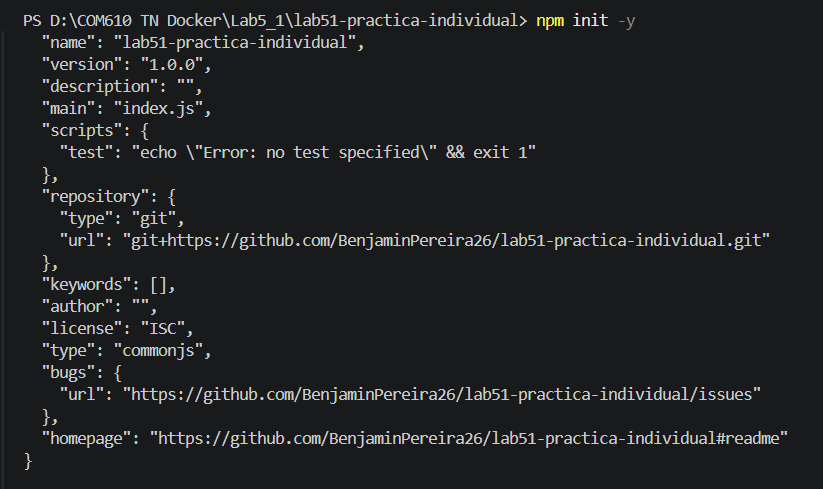 PS D:\COM610 TN Docker\Lab5_1\lab51-practica-individual> npm init -y
  "name": "lab51-practica-individual",
  "version": "1.0.0",
  "description": "",
  "main": "index.js",
  "scripts": {
    "test": "echo \"Error: no test specified\" && exit 1"
  },
  "repository": {
    "type": "git",
    "url": "git+https://github.com/BenjaminPereira26/lab51-practica-individual.git"
  },
  "keywords": [],
  "author": "",
  "license": "ISC",
  "type": "commonjs",
  "bugs": {
    "url": "https://github.com/BenjaminPereira26/lab51-practica-individual/issues"
  },
  "homepage": "https://github.com/BenjaminPereira26/lab51-practica-individual#readme"
}